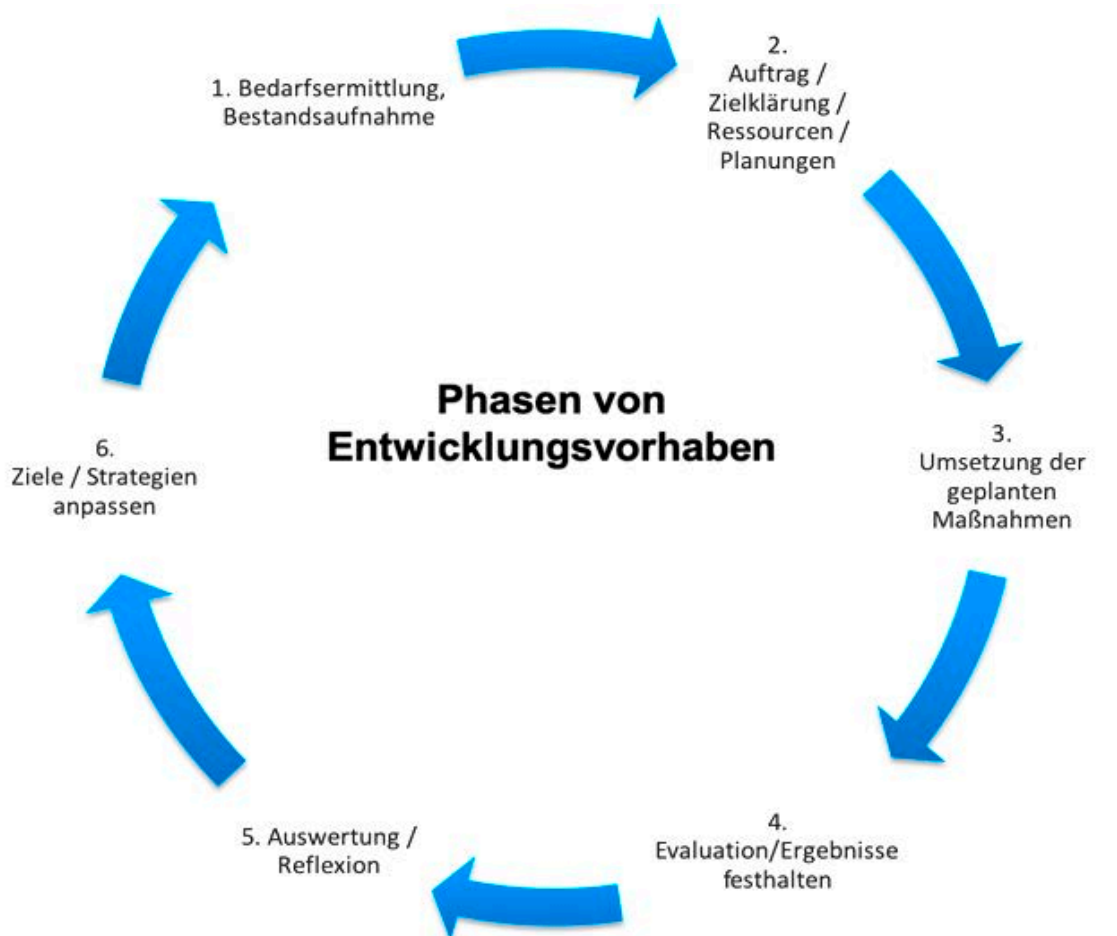 1. Bedarfsermittlung,
Bestandsaufnahme
2.
Auftrag /
Zielklärung /
Ressourcen /
Planungen
Phasen von
Entwicklungsvorhaben
3.
Umsetzung der
geplanten
Maßnahmen
4.
Evaluation/Ergebnisse
festhalten
5. Auswertung /
Reflexion
6.
Ziele / Strategien
anpassen